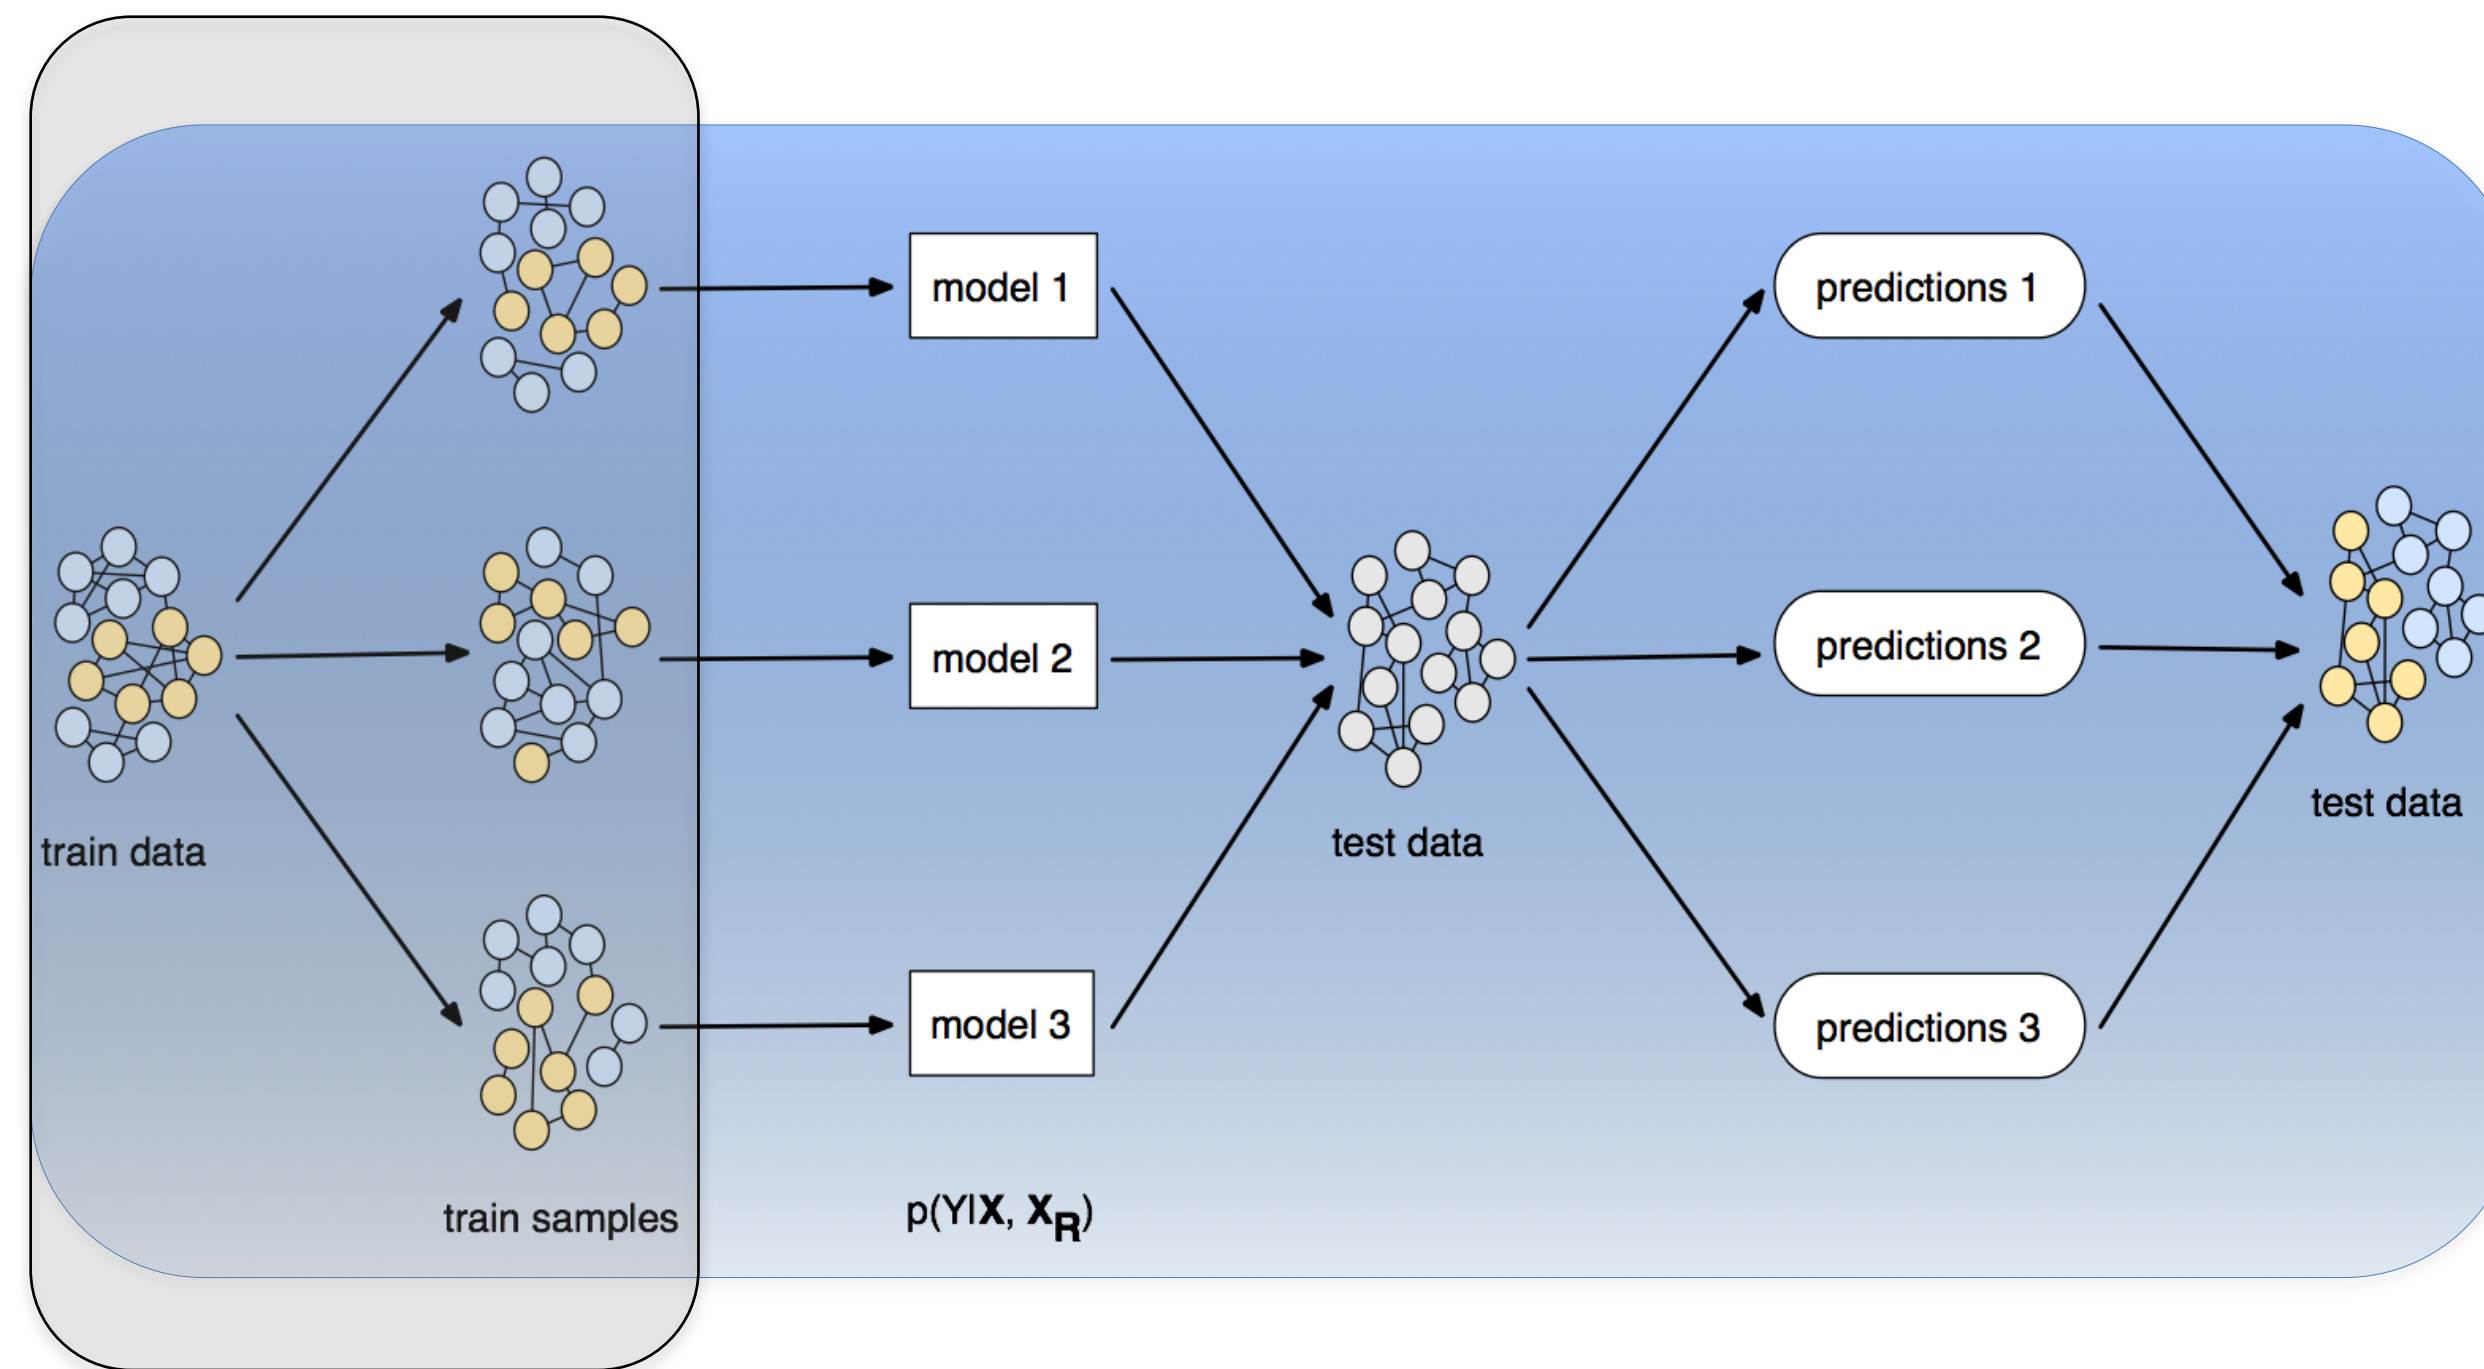 model 1
predictions 1
model 2
predictions 2
train data
test data
test data
model 3
predictions 3
train samples
p(Y|X, XR)